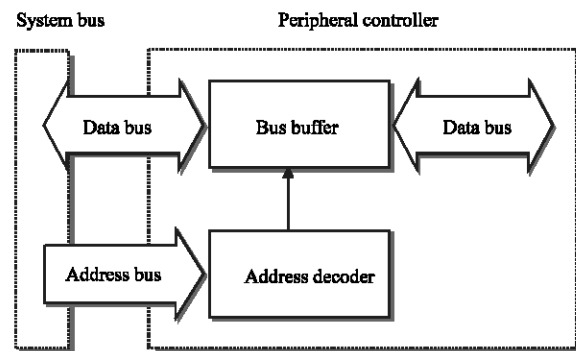 System bus
Peripheral controller
Data bus
Bus buffer
Data bus
Address bus
Address decoder